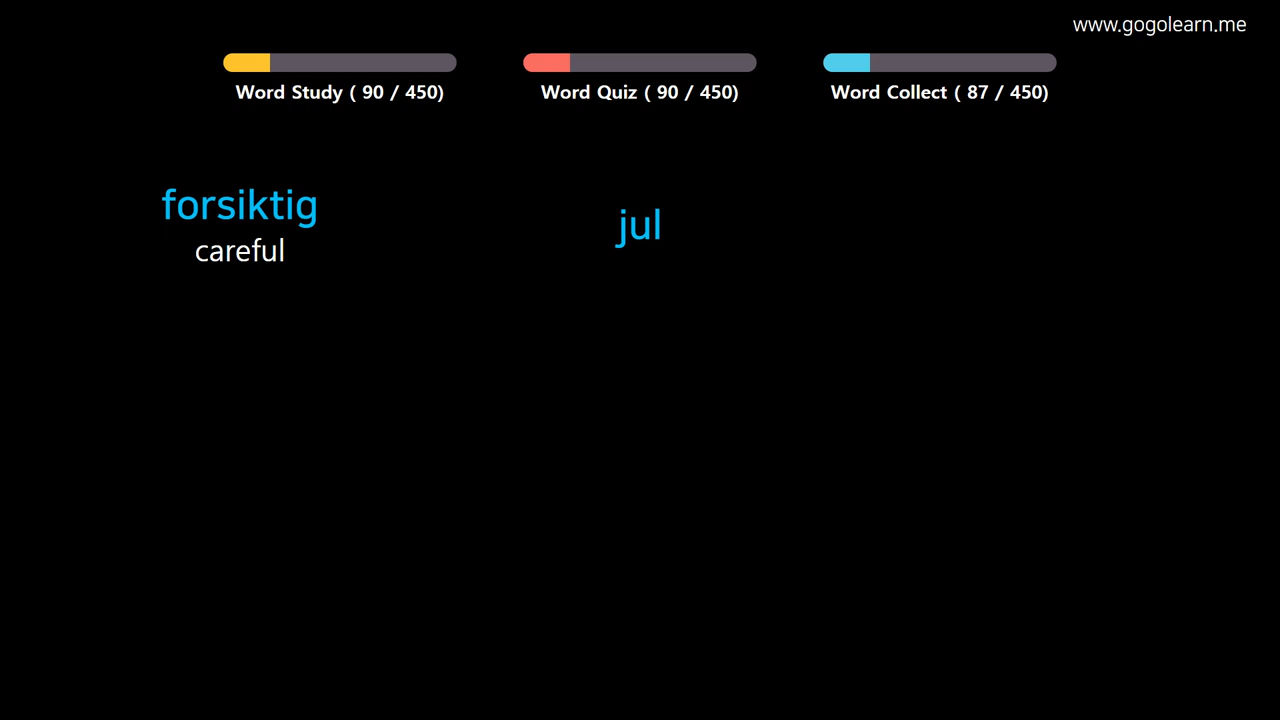 www.gogolearn.me
Word Study ( 90 / 450)
Word Quiz ( 90 / 450)
Word Collect ( 87 / 450)
forsiktig
careful
jul